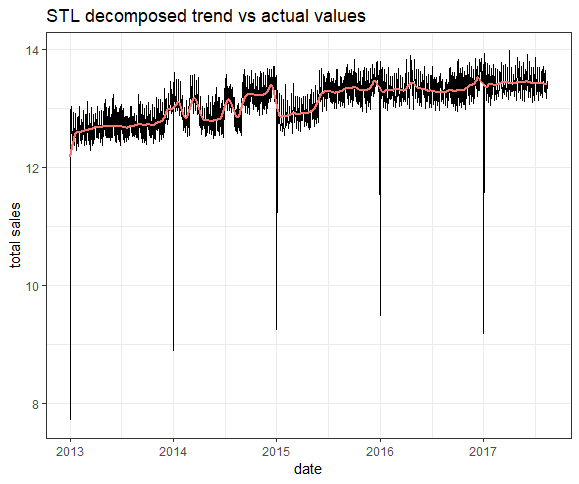 STL decomposed trend vs actual values
14
12
10
8
total sales
2013 2014 2015 2016 2017
date